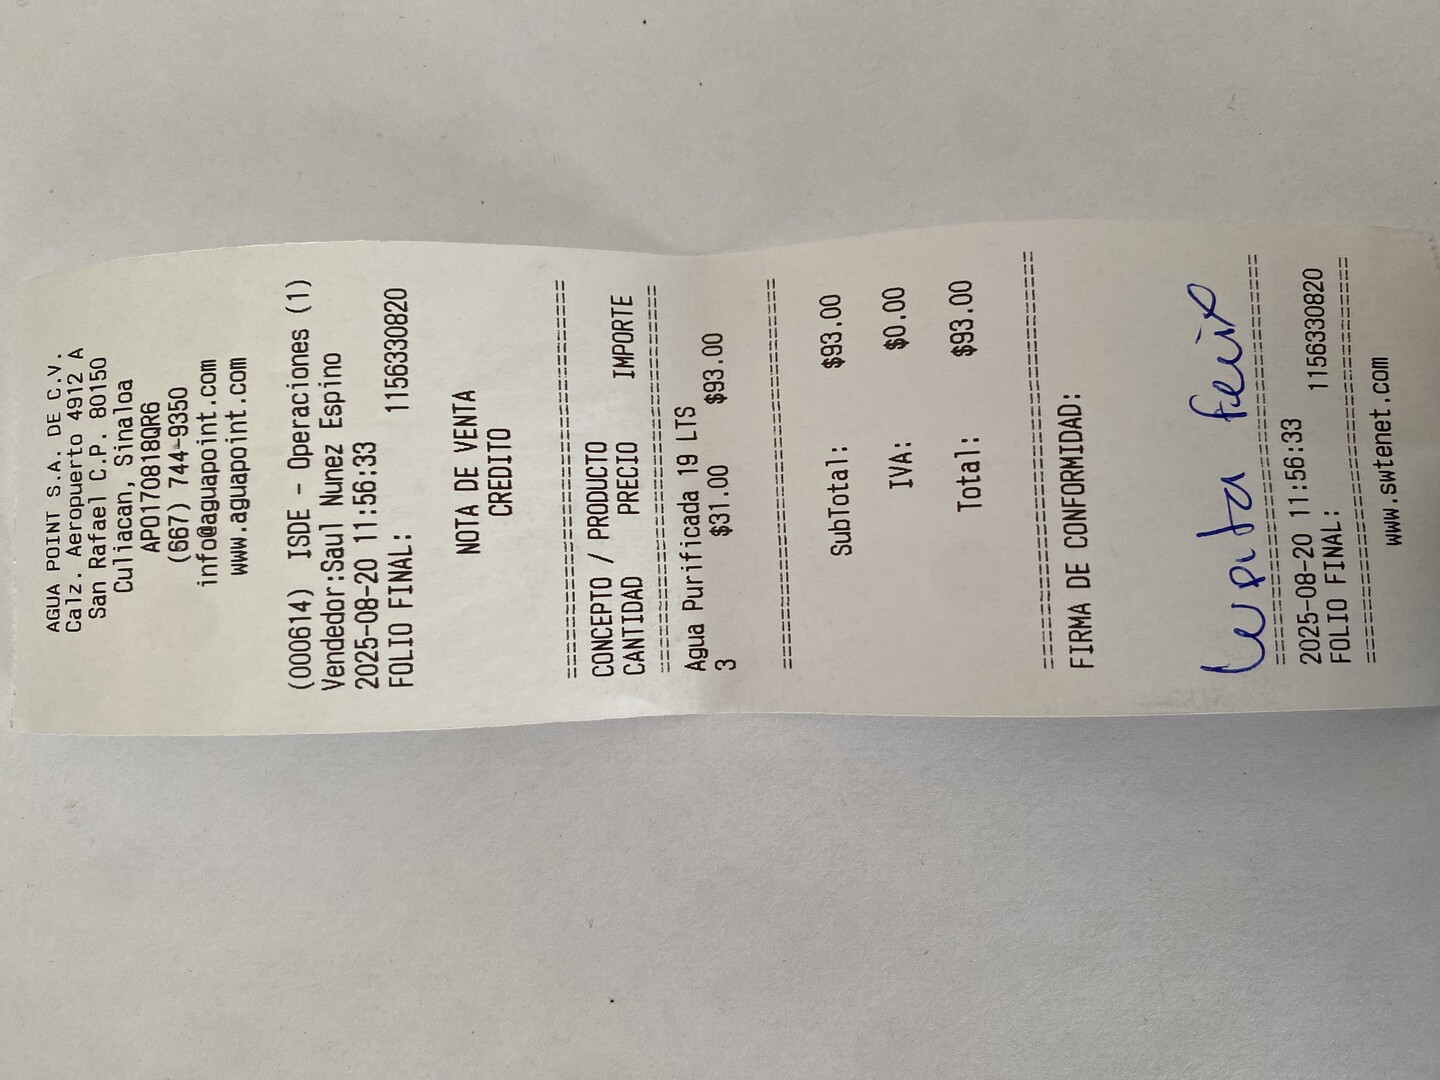 AGUA POINT S.A. DE C.V.
Calz. Aeropuerto 4912 A
San Rafael C.P. 80150
Culiacan, Sinaloa
APO170818QR6
(667) 744-9350
info@aguapoint.com
www.aguapoint.com
(000614) ISDE - Operaciones (1)
Vendedor:Saul Nunez Espino
2025-08-20 11:56:33
FOLIO FINAL: 1156330820
NOTA DE VENTA
CREDITO
================================
CONCEPTO / PRODUCTO
CANTIDAD PRECIO IMPORTE
================================
Agua Purificada 19 LTS
3 $31.00 $93.00
================================
SubTotal: $93.00
IVA: $0.00
Total: $93.00
================================
FIRMA DE CONFORMIDAD:
Lupita Felix
================================
2025-08-20 11:56:33
FOLIO FINAL: 1156330820
================================
www.swtenet.com